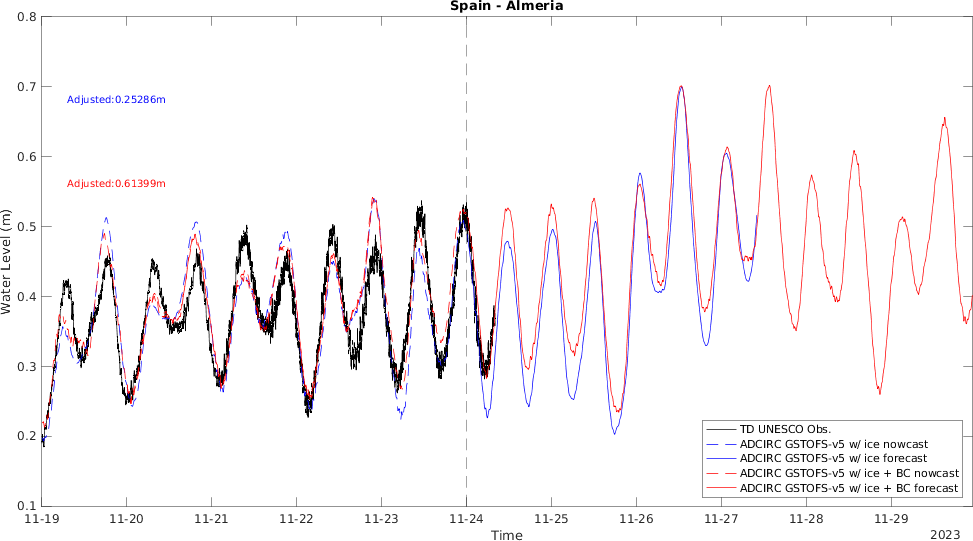 Spain - Almeria
0.8
0.7
0.6
0.5
0.4
0.3
0.2
0.1
Water Level (m)
Adjusted:0.25286m
Adjusted:0.61399m
TD UNESCO Obs.
ADCIRC GSTOFS-v5 w/ ice nowcast
ADCIRC GSTOFS-v5 w/ ice forecast
ADCIRC GSTOFS-v5 w/ ice + BC nowcast
ADCIRC GSTOFS-v5 w/ ice + BC forecast
11-19 11-20 11-21 11-22 11-23 11-24 11-25 11-26 11-27 11-28 11-29
Time
2023